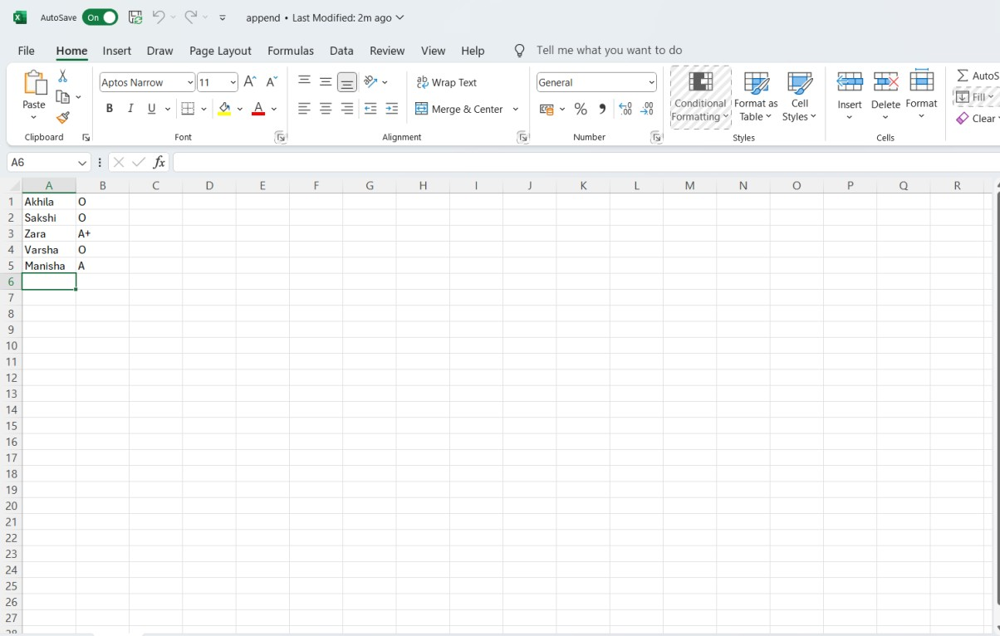 AutoSave On append • Last Modified: 2m ago
File Home Insert Draw Page Layout Formulas Data Review View Help Tell me what you want to do
Aptos Narrow 11 A A Wrap Text General AutoS
Paste Conditional Formatting Format as Table Cell Styles Insert Delete Format Fill
B I U A Merge & Center % Clear
Clipboard Font Alignment Number Styles Cells
A6 fx
A B C D E F G H I J K L M N O P Q R
1 Akhila O
2 Sakshi O
3 Zara A+
4 Varsha O
5 Manisha A
6
7
8
9
10
11
12
13
14
15
16
17
18
19
20
21
22
23
24
25
26
27